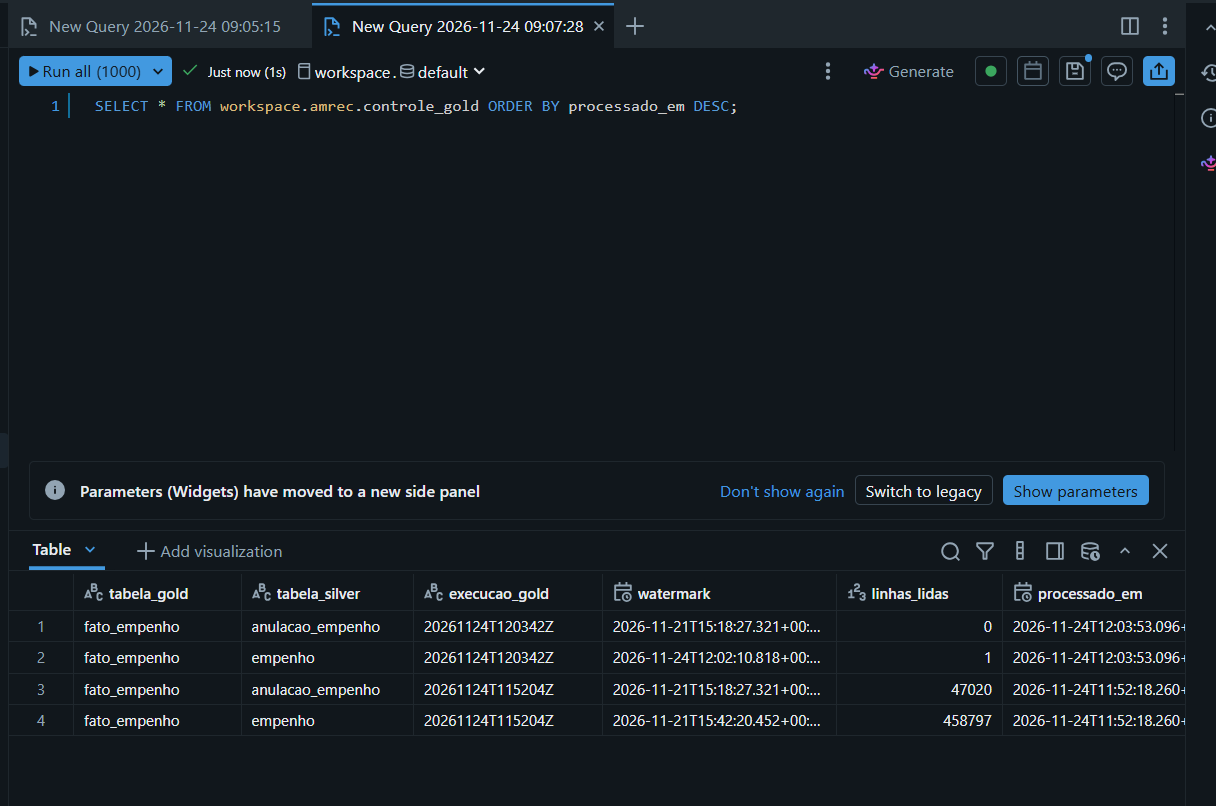 New Query 2026-11-24 09:05:15 New Query 2026-11-24 09:07:28
Run all (1000) Just now (1s) workspace . default Generate
1 SELECT * FROM workspace.amrec.controle_gold ORDER BY processado_em DESC;
Parameters (Widgets) have moved to a new side panel Don't show again Switch to legacy Show parameters
Table Add visualization
tabela_gold tabela_silver execucao_gold watermark linhas_lidas processado_em
1 fato_empenho anulacao_empenho 20261124T120342Z 2026-11-21T15:18:27.321+00:... 0 2026-11-24T12:03:53.096+
2 fato_empenho empenho 20261124T120342Z 2026-11-24T12:02:10.818+00:... 1 2026-11-24T12:03:53.096+
3 fato_empenho anulacao_empenho 20261124T115204Z 2026-11-21T15:18:27.321+00:... 47020 2026-11-24T11:52:18.260+
4 fato_empenho empenho 20261124T115204Z 2026-11-21T15:42:20.452+00:... 458797 2026-11-24T11:52:18.260+